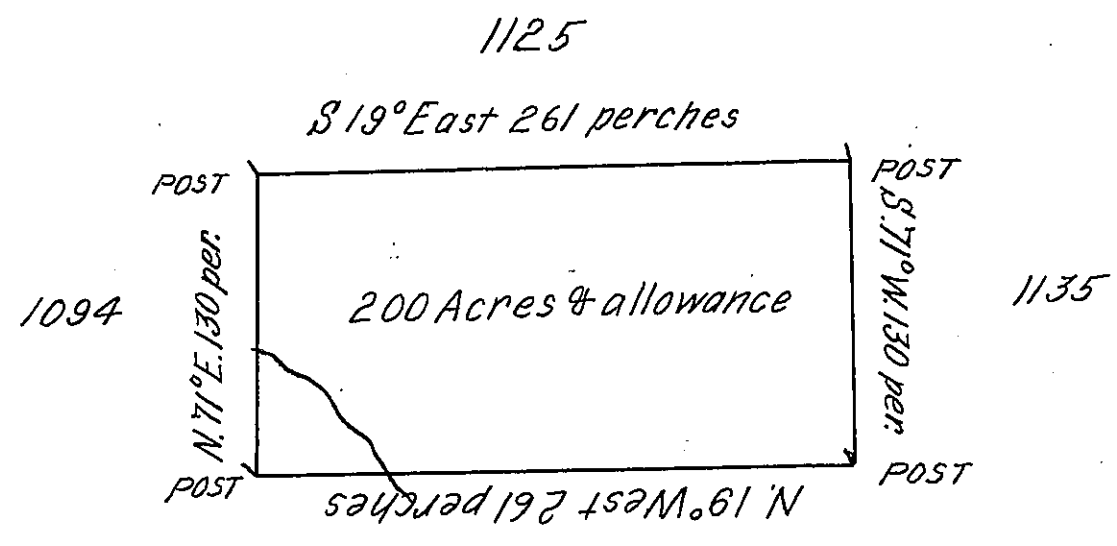 1125
S 19° East 261 perches
POST
POST
N. 71° E. 130 per.
S. 71° W. 130 per.
1094
200 Acres & allowance
1135
POST
POST
N. 19° West 261 perches